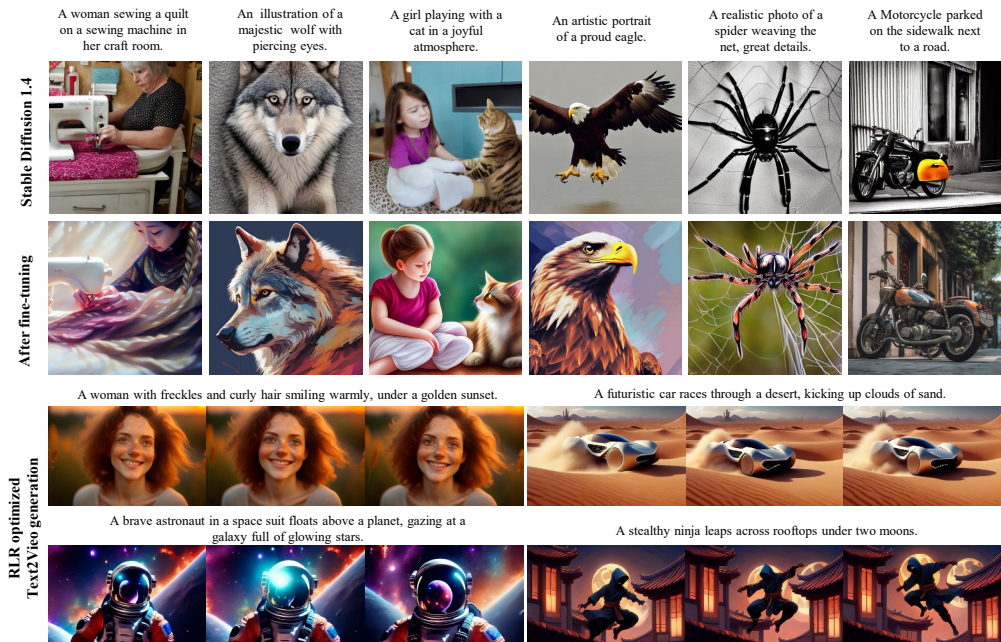 A woman sewing a quilt
on a sewing machine in
her craft room.
An illustration of a
majestic wolf with
piercing eyes.
A girl playing with a
cat in a joyful
atmosphere.
An artistic portrait
of a proud eagle.
A realistic photo of a
spider weaving the
net, great details.
A Motorcycle parked
on the sidewalk next
to a road.
Stable Diffusion 1.4
After fine-tuning
A woman with freckles and curly hair smiling warmly, under a golden sunset.
A futuristic car races through a desert, kicking up clouds of sand.
RLR optimized
Text2Vieo generation
A brave astronaut in a space suit floats above a planet, gazing at a
galaxy full of glowing stars.
A stealthy ninja leaps across rooftops under two moons.